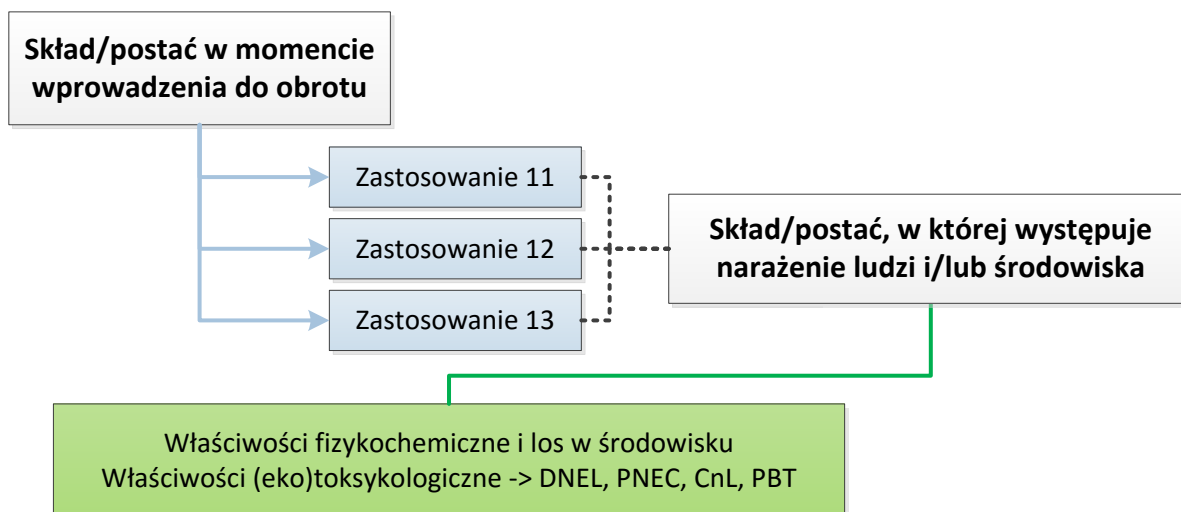 Skład/postać w momencie
wprowadzenia do obrotu
Zastosowanie 11
Zastosowanie 12
Zastosowanie 13
Skład/postać, w której występuje
narażenie ludzi i/lub środowiska
Właściwości fizykochemiczne i los w środowisku
Właściwości (eko)toksykologiczne -> DNEL, PNEC, CnL, PBT